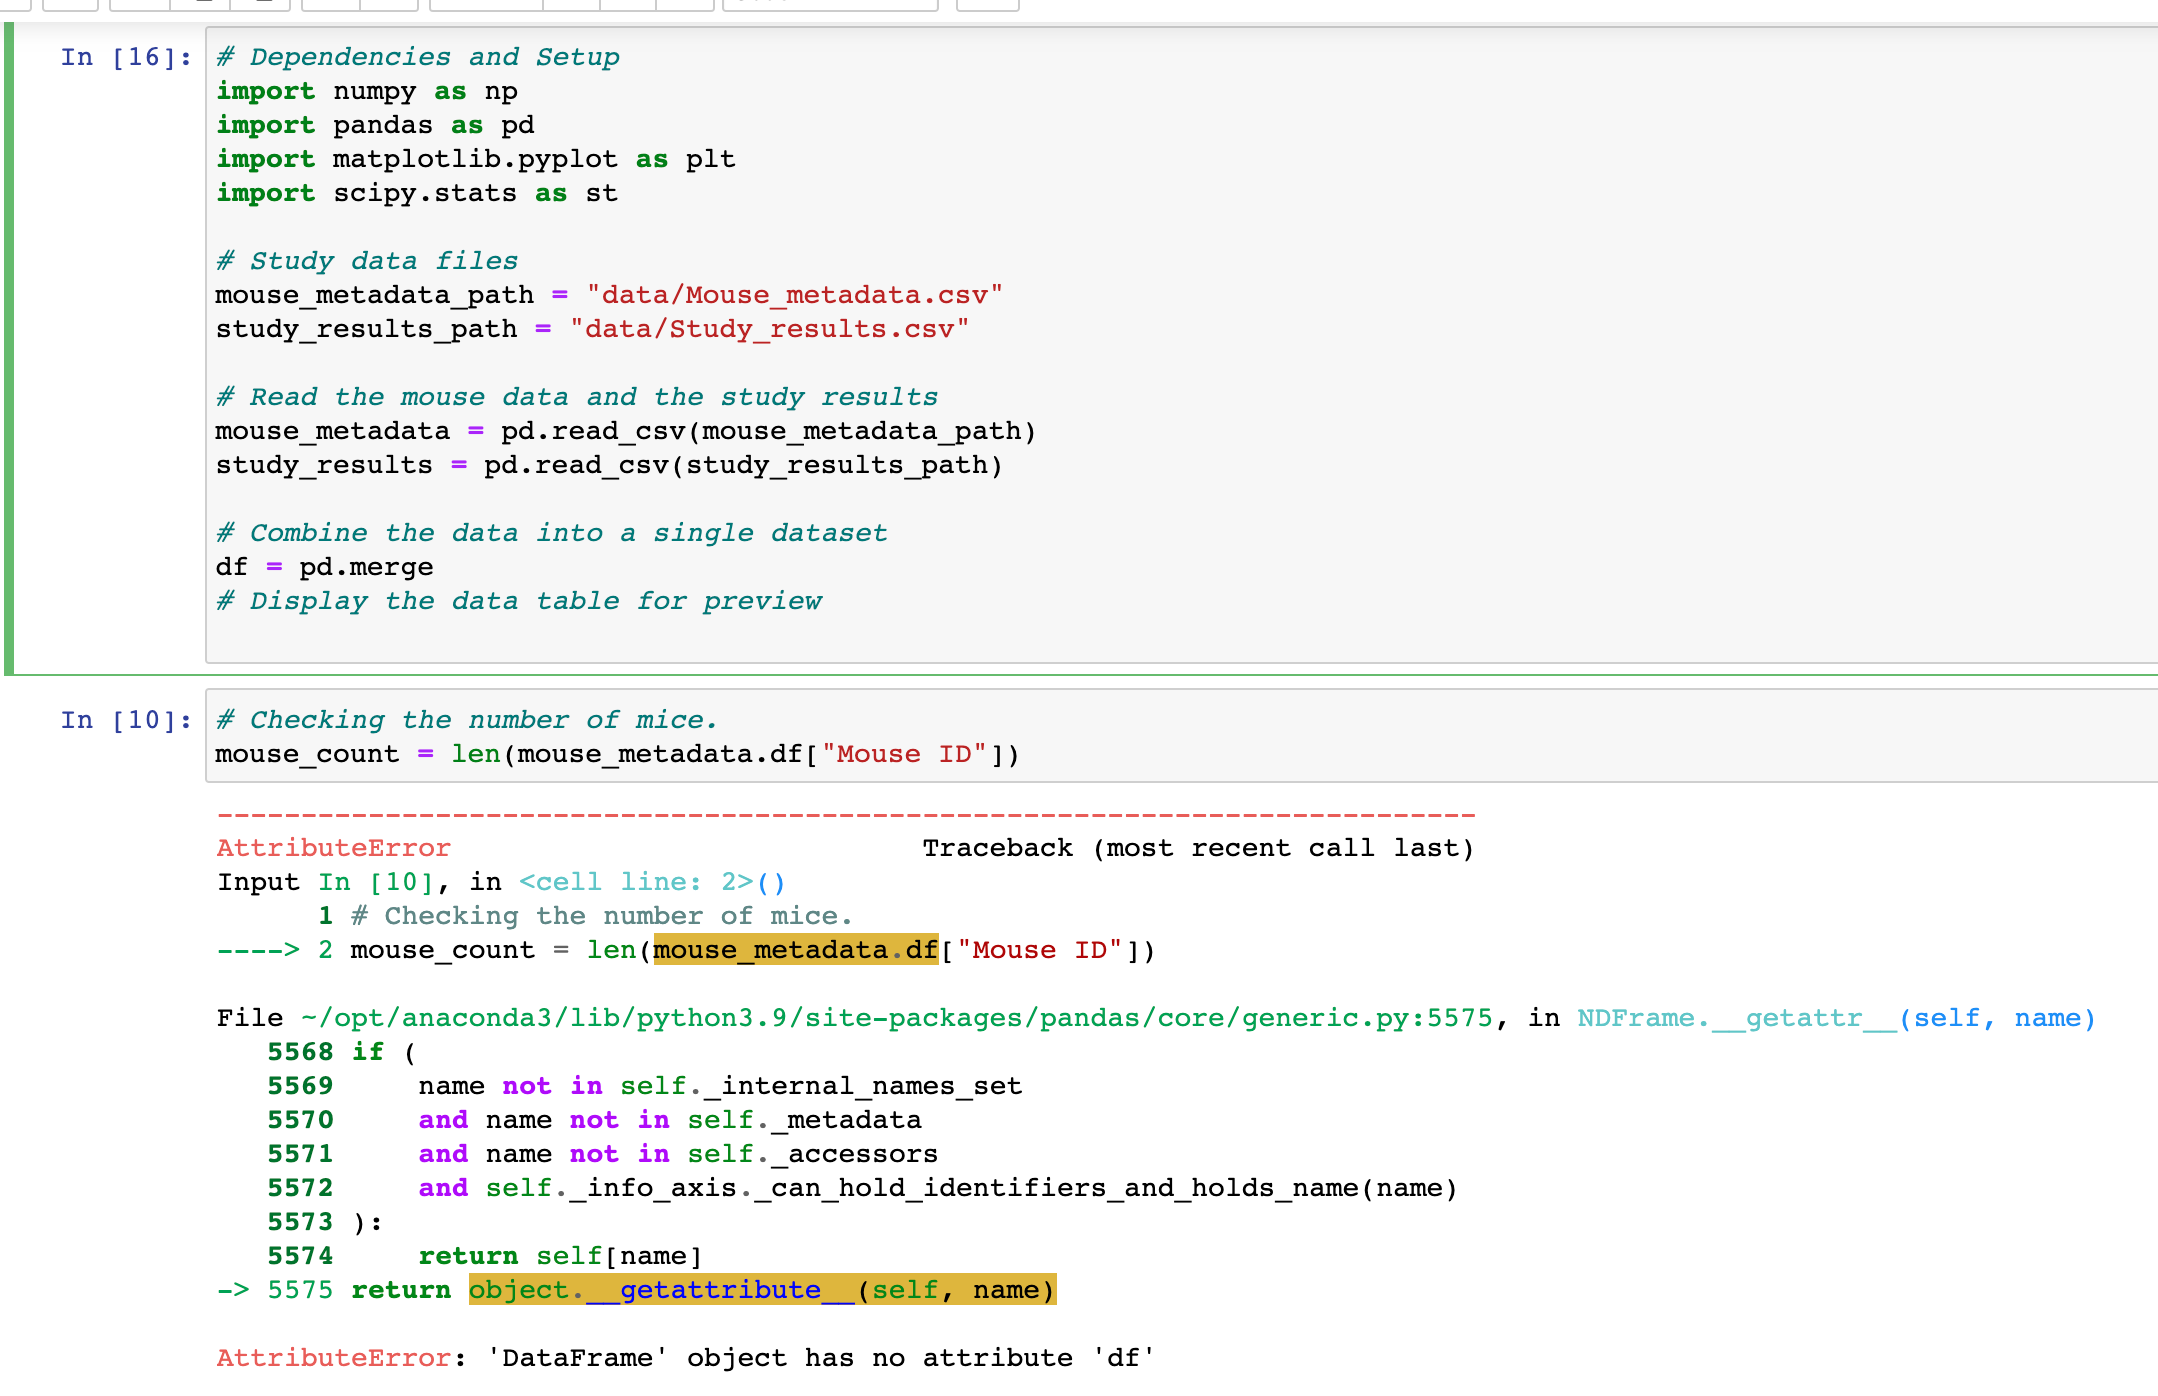 In [16]:
# Dependencies and Setup
import numpy as np
import pandas as pd
import matplotlib.pyplot as plt
import scipy.stats as st
# Study data files
mouse_metadata_path = "data/Mouse_metadata.csv"
study_results_path = "data/Study_results.csv"
# Read the mouse data and the study results
mouse_metadata = pd.read_csv(mouse_metadata_path)
study_results = pd.read_csv(study_results_path)
# Combine the data into a single dataset
df = pd.merge
# Display the data table for preview
In [10]:
# Checking the number of mice.
mouse_count = len(mouse_metadata.df["Mouse ID"])
---------------------------------------------------------------------------
AttributeError                            Traceback (most recent call last)
Input In [10], in <cell line: 2>()
      1 # Checking the number of mice.
----> 2 mouse_count = len(mouse_metadata.df["Mouse ID"])
File ~/opt/anaconda3/lib/python3.9/site-packages/pandas/core/generic.py:5575, in NDFrame.__getattr__(self, name)
   5568 if (
   5569     name not in self._internal_names_set
   5570     and name not in self._metadata
   5571     and name not in self._accessors
   5572     and self._info_axis._can_hold_identifiers_and_holds_name(name)
   5573 ):
   5574     return self[name]
-> 5575 return object.__getattribute__(self, name)
AttributeError: 'DataFrame' object has no attribute 'df'